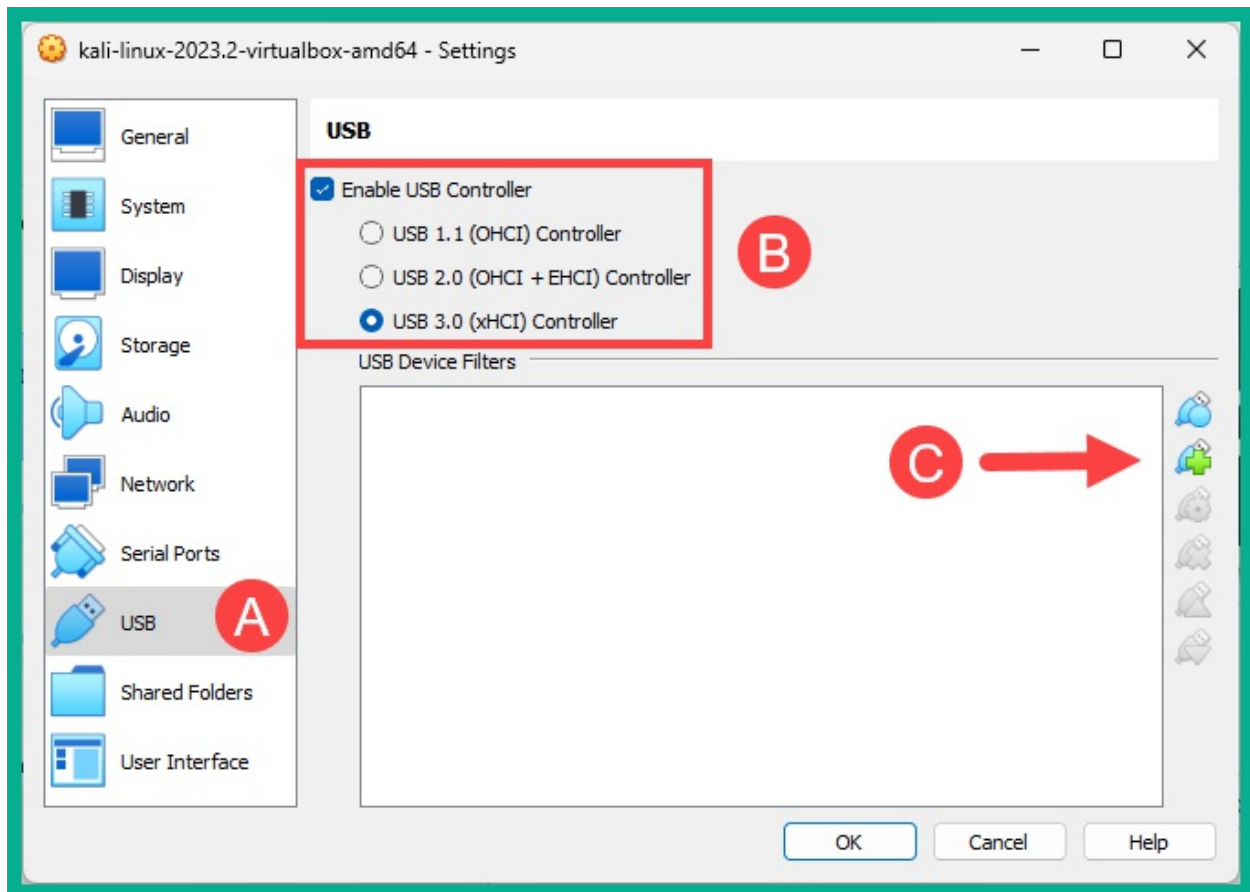 kali-linux-2023.2-virtualbox-amd64 - Settings
General
System
Display
Storage
Audio
Network
Serial Ports
USB
A
Shared Folders
User Interface
USB
Enable USB Controller
USB 1.1 (OHCI) Controller
USB 2.0 (OHCI + EHCI) Controller
USB 3.0 (xHCI) Controller
B
USB Device Filters
C
OK
Cancel
Help